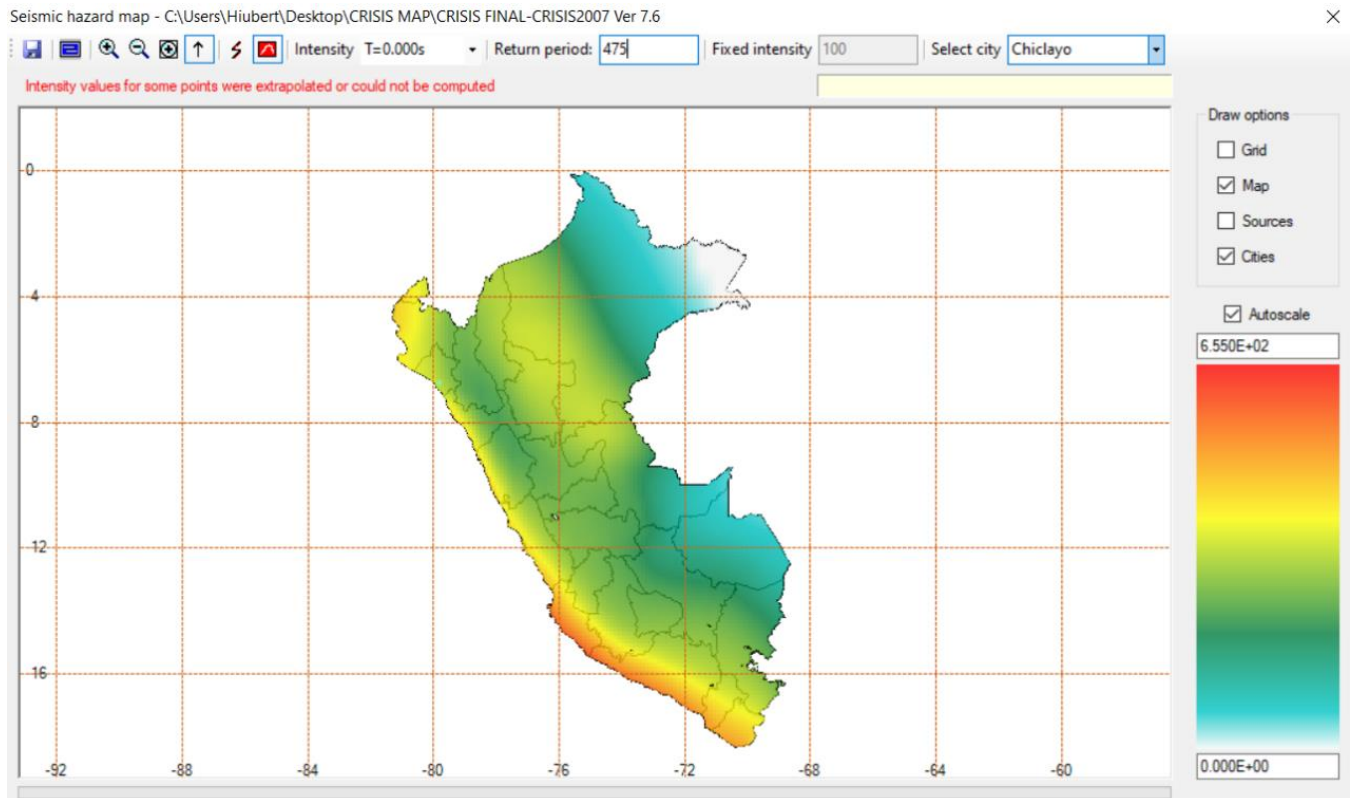 Seismic hazard map - C:\Users\Hiubert\Desktop\CRISIS MAP\CRISIS FINAL-CRISIS2007 Ver 7.6
Intensity T=0.000s Return period: 475 Fixed intensity 100 Select city Chiclayo
Intensity values for some points were extrapolated or could not be computed
Draw options
Grid
Map
Sources
Cities
Autoscale
6.550E+02
0
-4
-8
-12
-16
-92 -88 -84 -80 -76 -72 -68 -64 -60
0.000E+00